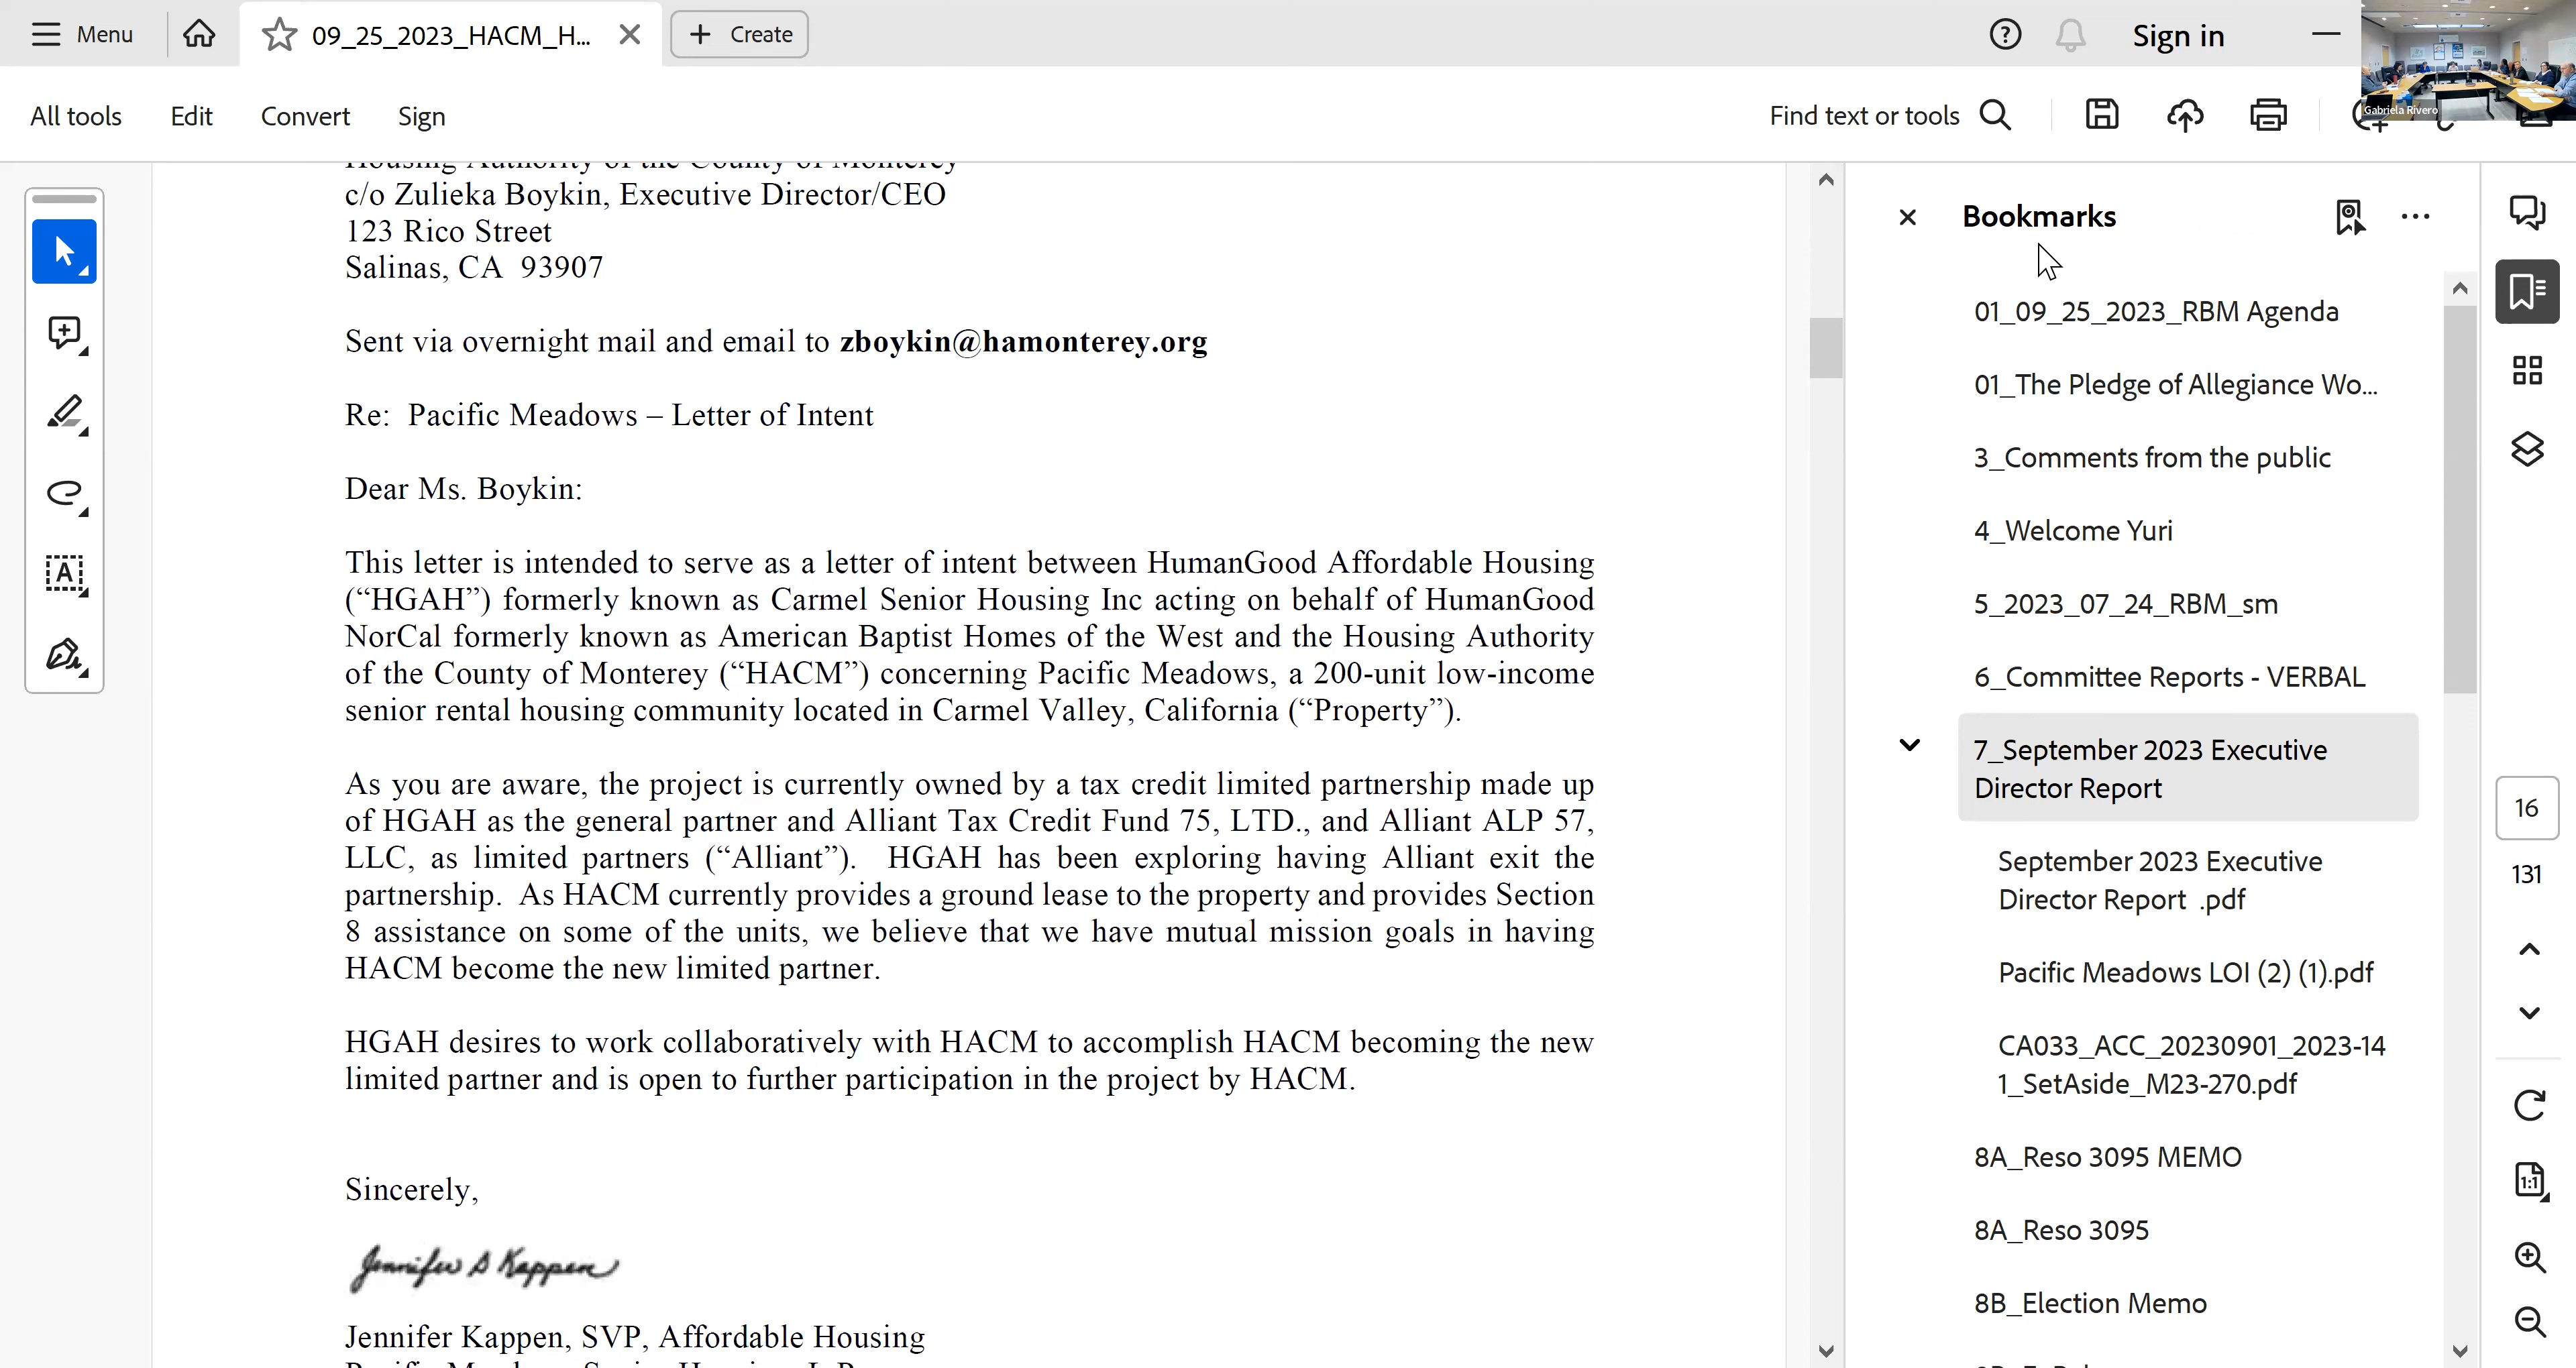 Menu
09_25_2023_HACM_H...
Create
Sign in
All tools
Edit
Convert
Sign
Find text or tools
Gabriela Rivero
Housing Authority of the County of Monterey
c/o Zulieka Boykin, Executive Director/CEO
123 Rico Street
Salinas, CA 93907
Sent via overnight mail and email to zboykin@hamonterey.org
Re: Pacific Meadows – Letter of Intent
Dear Ms. Boykin:
This letter is intended to serve as a letter of intent between HumanGood Affordable Housing
(“HGAH”) formerly known as Carmel Senior Housing Inc acting on behalf of HumanGood
NorCal formerly known as American Baptist Homes of the West and the Housing Authority
of the County of Monterey (“HACM”) concerning Pacific Meadows, a 200-unit low-income
senior rental housing community located in Carmel Valley, California (“Property”).
As you are aware, the project is currently owned by a tax credit limited partnership made up
of HGAH as the general partner and Alliant Tax Credit Fund 75, LTD., and Alliant ALP 57,
LLC, as limited partners (“Alliant”). HGAH has been exploring having Alliant exit the
partnership. As HACM currently provides a ground lease to the property and provides Section
8 assistance on some of the units, we believe that we have mutual mission goals in having
HACM become the new limited partner.
HGAH desires to work collaboratively with HACM to accomplish HACM becoming the new
limited partner and is open to further participation in the project by HACM.
Sincerely,
Jennifer D Kappen
Jennifer Kappen, SVP, Affordable Housing
Bookmarks
01_09_25_2023_RBM Agenda
01_The Pledge of Allegiance Wo...
3_Comments from the public
4_Welcome Yuri
5_2023_07_24_RBM_sm
6_Committee Reports - VERBAL
7_September 2023 Executive
Director Report
September 2023 Executive
Director Report .pdf
Pacific Meadows LOI (2) (1).pdf
CA033_ACC_20230901_2023-14
1_SetAside_M23-270.pdf
8A_Reso 3095 MEMO
8A_Reso 3095
8B_Election Memo
16
131
1:1